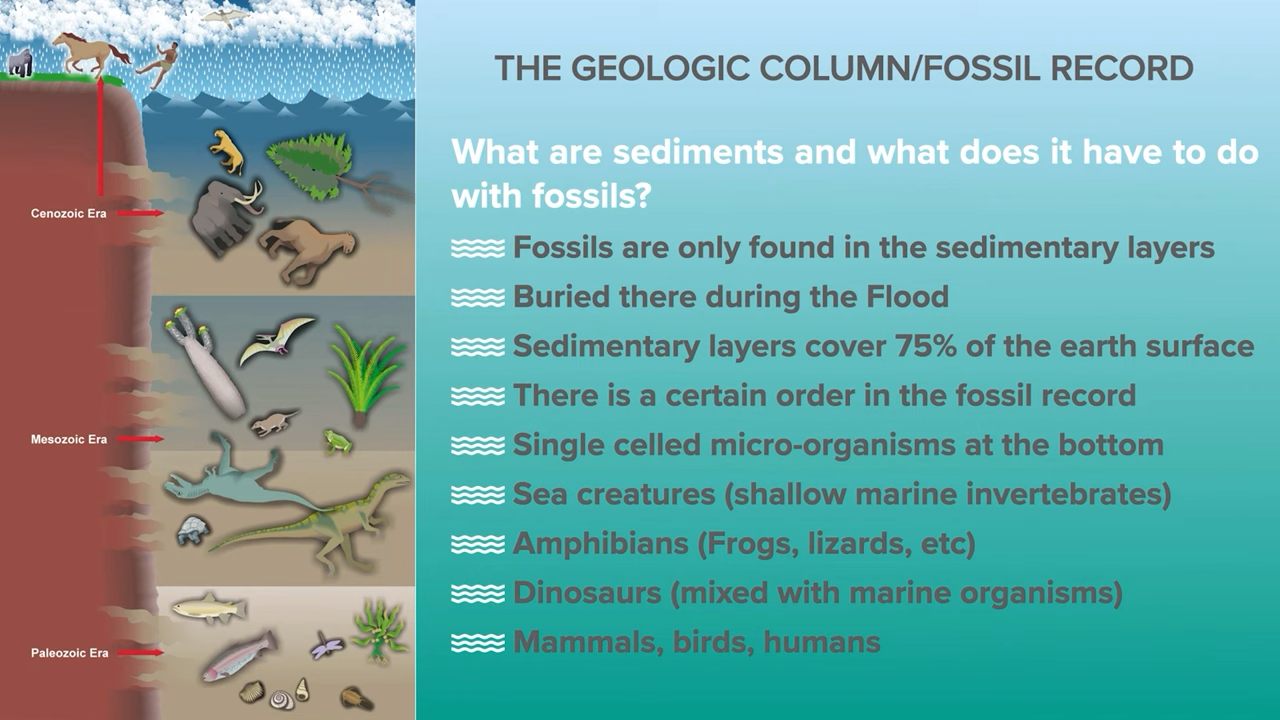 THE GEOLOGIC COLUMN/FOSSIL RECORD
What are sediments and what does it have to do
with fossils?
Fossils are only found in the sedimentary layers
Buried there during the Flood
Sedimentary layers cover 75% of the earth surface
There is a certain order in the fossil record
Single celled micro-organisms at the bottom
Sea creatures (shallow marine invertebrates)
Amphibians (Frogs, lizards, etc)
Dinosaurs (mixed with marine organisms)
Mammals, birds, humans
Cenozoic Era
Mesozoic Era
Paleozoic Era